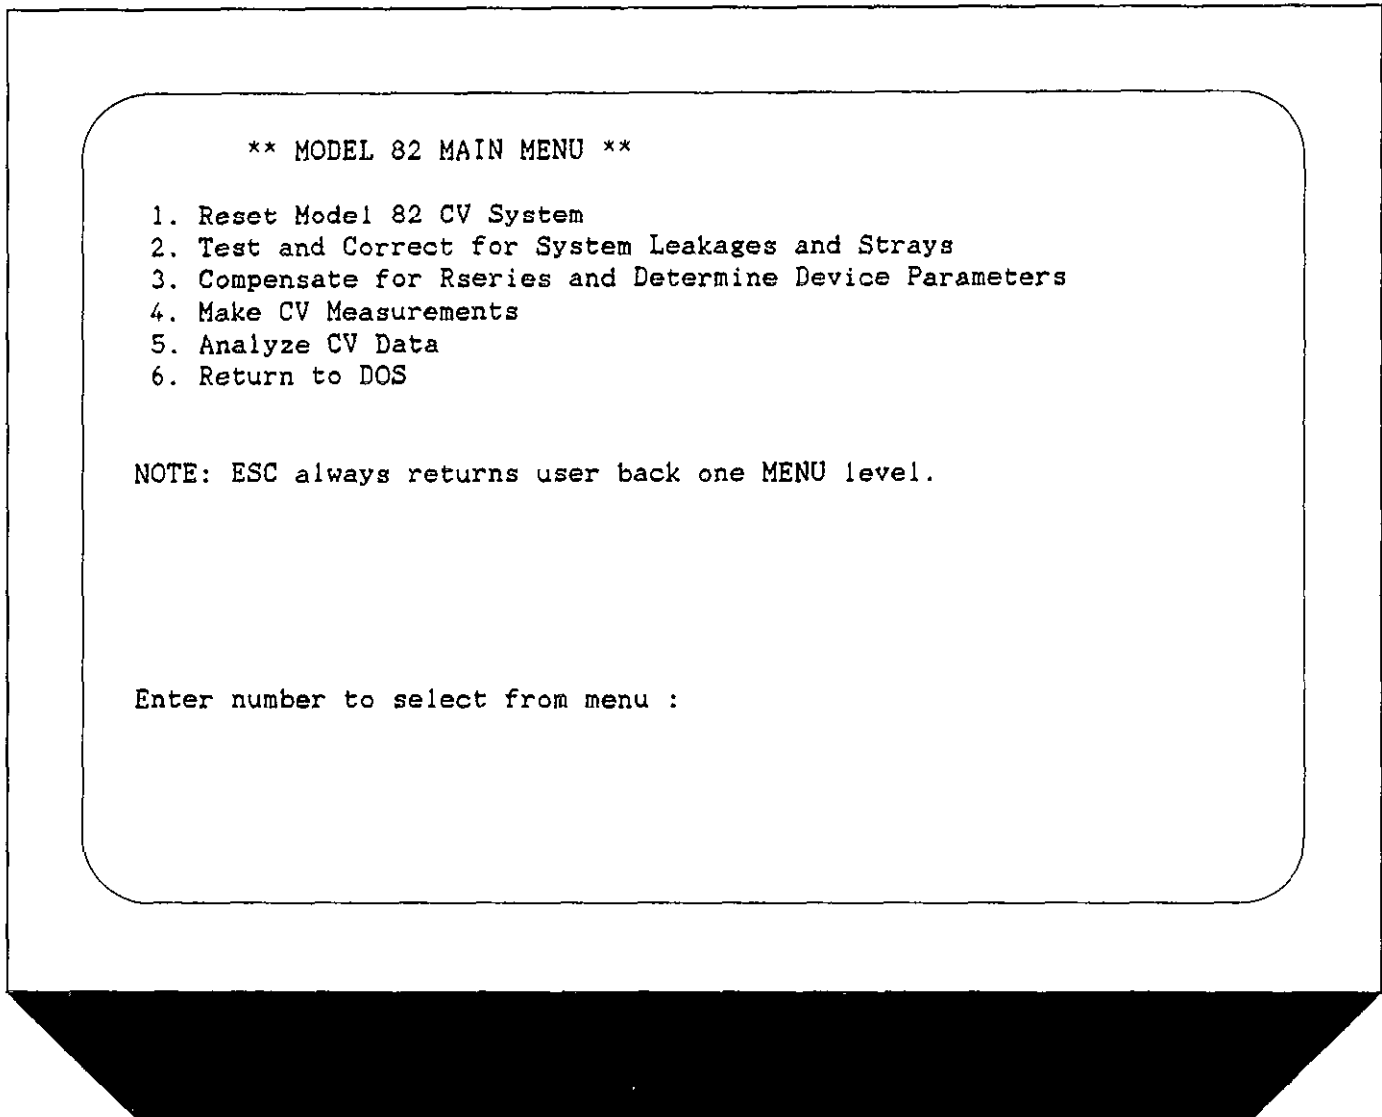 ** MODEL 82 MAIN MENU **
1. Reset Model 82 CV System
2. Test and Correct for System Leakages and Strays
3. Compensate for Rseries and Determine Device Parameters
4. Make CV Measurements
5. Analyze CV Data
6. Return to DOS
NOTE: ESC always returns user back one MENU level.
Enter number to select from menu :